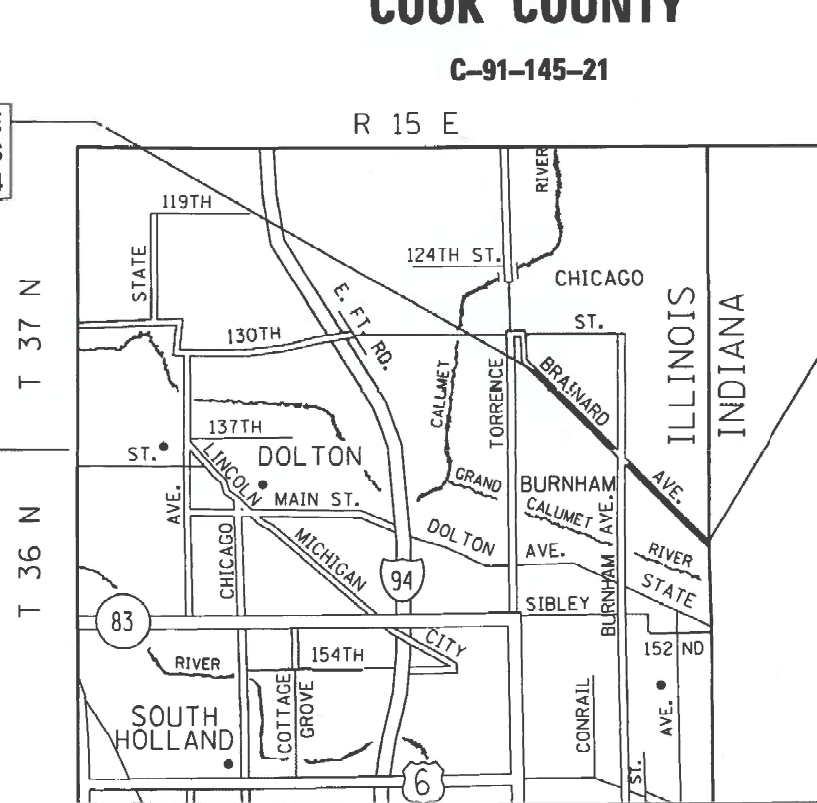 COOK COUNTY
C-91-145-21
R 15 E
119TH
RIVER
STATE
124TH ST.
CHICAGO
T 37 N
E. FT. RD.
ILLINOIS
INDIANA
130TH
ST.
CALUMET
TORRENCE
BRAINARD
AVE.
137TH
ST.
DOLTON
LINCOLN
GRAND
BURNHAM
AVE.
MAIN ST.
CALUMET
T 36 N
CHICAGO
MICHIGAN
DOLTON
AVE.
BURNHAM AVE.
RIVER
94
STATE
83
SIBLEY
CITY
RIVER
154TH
152 ND
SOUTH
HOLLAND
COTTAGE
GROVE
CONRAIL
AVE.
ST.
6